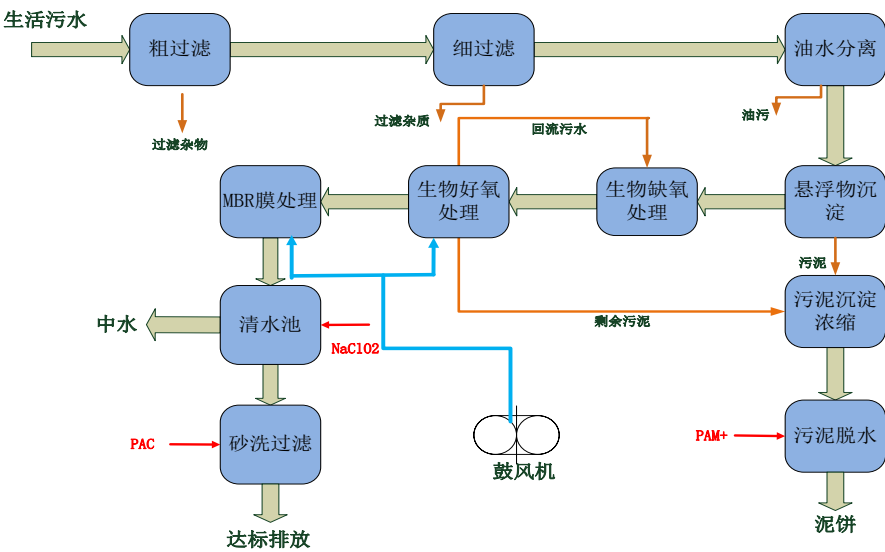 生活污水
粗过滤
细过滤
油水分离
过滤杂物
过滤杂质
回流污水
油污
MBR膜处理
生物好氧
处理
生物缺氧
处理
悬浮物沉
淀
污泥
中水
清水池
NaClO2
剩余污泥
污泥沉淀
浓缩
PAC
砂洗过滤
鼓风机
PAM+
污泥脱水
达标排放
泥饼